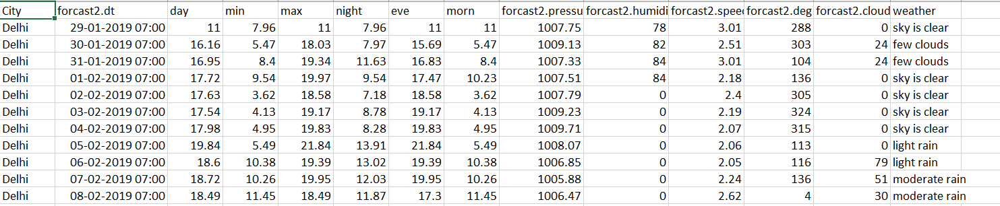 City forcast2.dt day min max night eve morn forcast2.pressu forcast2.humidi forcast2.speed forcast2.deg forcast2.cloud weather
Delhi 29-01-2019 07:00 11 7.96 11 7.96 11 11 1007.75 78 3.01 288 0 sky is clear
Delhi 30-01-2019 07:00 16.16 5.47 18.03 7.97 15.69 5.47 1009.13 82 2.51 303 24 few clouds
Delhi 31-01-2019 07:00 16.95 8.4 19.34 11.63 16.83 8.4 1007.33 84 3.01 104 24 few clouds
Delhi 01-02-2019 07:00 17.72 9.54 19.97 9.54 17.47 10.23 1007.51 84 2.18 136 0 sky is clear
Delhi 02-02-2019 07:00 17.63 3.62 18.58 7.18 18.58 3.62 1007.79 0 2.4 305 0 sky is clear
Delhi 03-02-2019 07:00 17.54 4.13 19.17 8.78 19.17 4.13 1009.23 0 2.19 324 0 sky is clear
Delhi 04-02-2019 07:00 17.98 4.95 19.83 8.28 19.83 4.95 1009.71 0 2.07 315 0 sky is clear
Delhi 05-02-2019 07:00 19.84 5.49 21.84 13.91 21.84 5.49 1008.07 0 2.06 113 0 light rain
Delhi 06-02-2019 07:00 18.6 10.38 19.39 13.02 19.39 10.38 1006.85 0 2.05 116 79 light rain
Delhi 07-02-2019 07:00 18.72 10.26 19.95 12.03 19.95 10.26 1005.88 0 2.24 136 51 moderate rain
Delhi 08-02-2019 07:00 18.49 11.45 18.49 11.87 17.3 11.45 1006.47 0 2.62 4 30 moderate rain